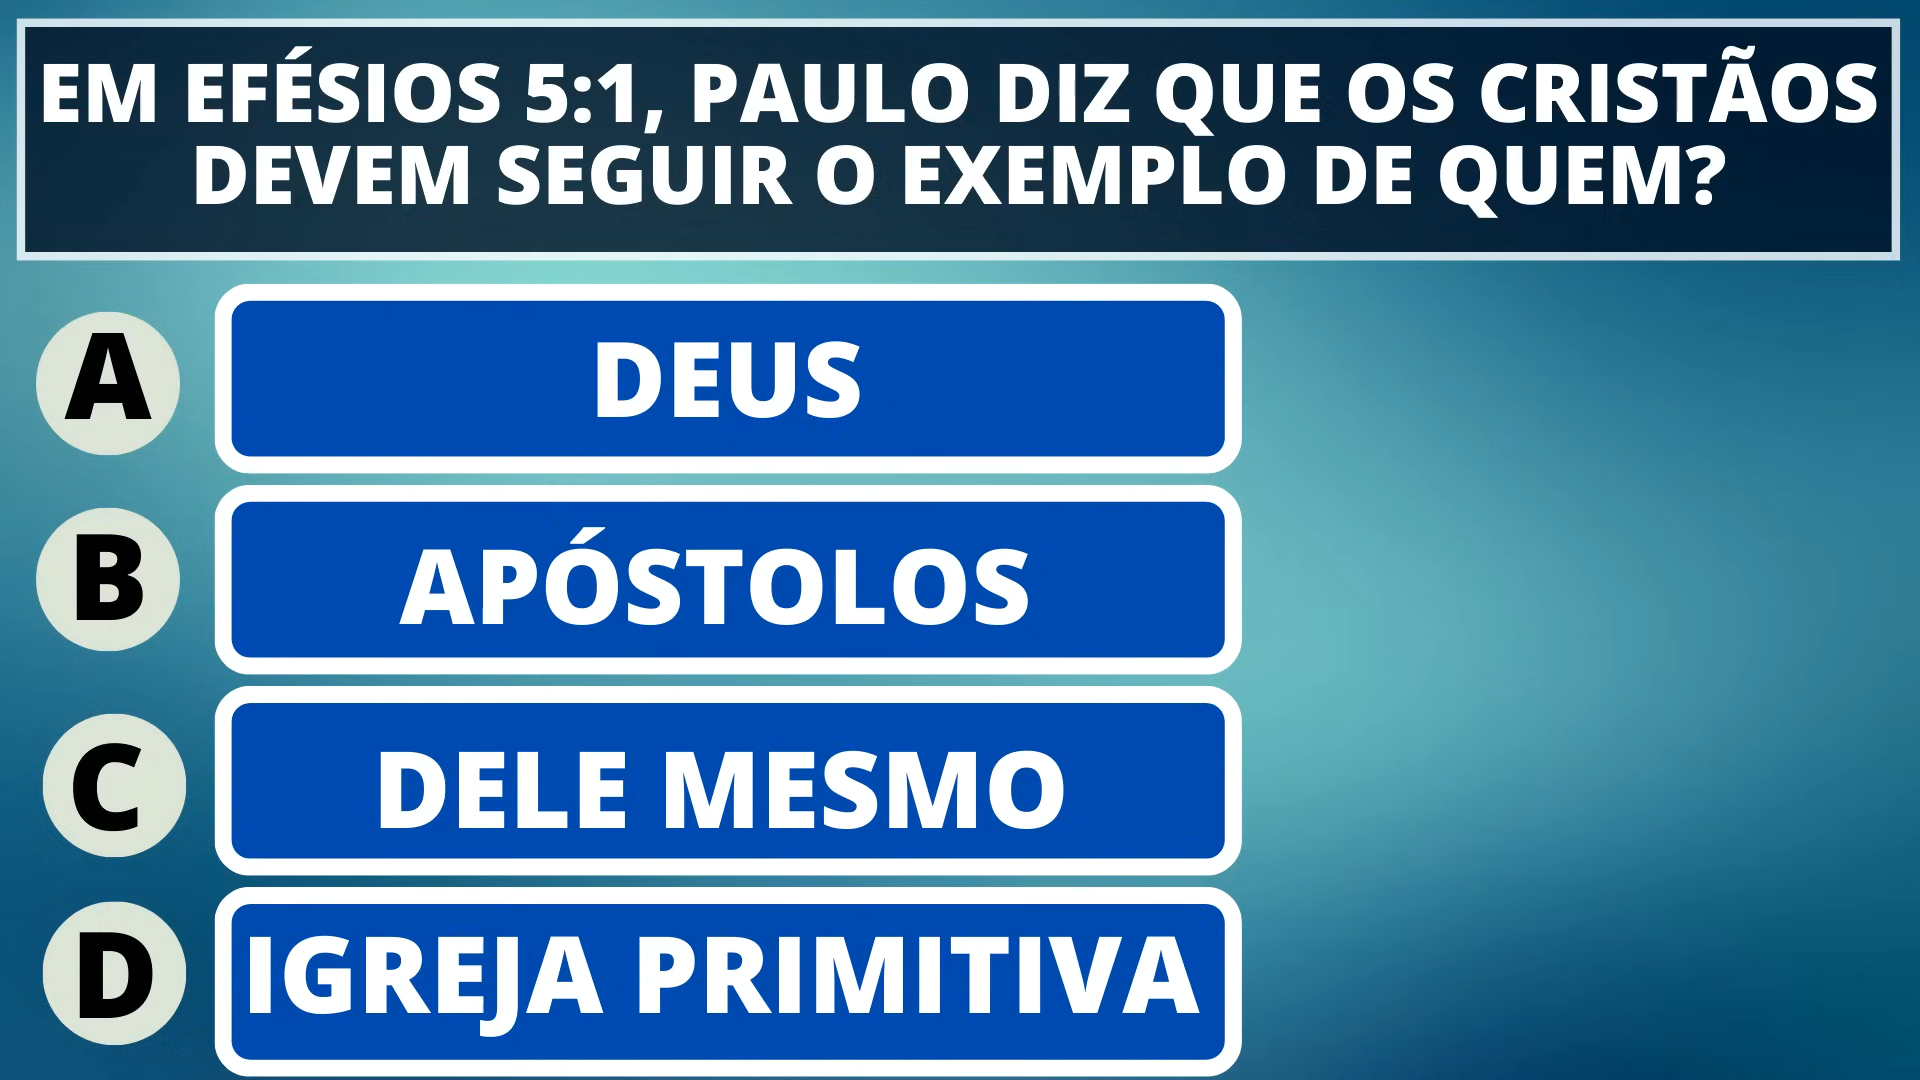 EM EFÉSIOS 5:1, PAULO DIZ QUE OS CRISTÃOS
DEVEM SEGUIR O EXEMPLO DE QUEM?
A
DEUS
B
APÓSTOLOS
C
DELE MESMO
D
IGREJA PRIMITIVA